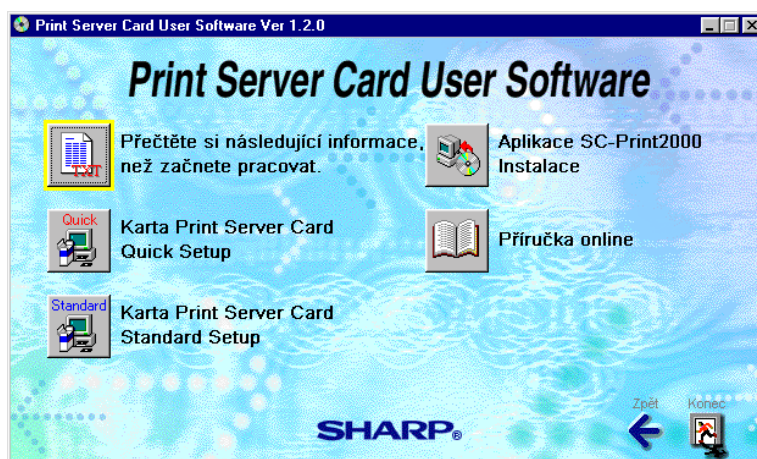 Print Server Card User Software Ver 1.2.0
Print Server Card User Software
TXT
Přečtěte si následující informace,
než začnete pracovat.
Aplikace SC-Print2000
Instalace
Quick
Karta Print Server Card
Quick Setup
Příručka online
Standard
Karta Print Server Card
Standard Setup
Zpět
Konec
SHARP®